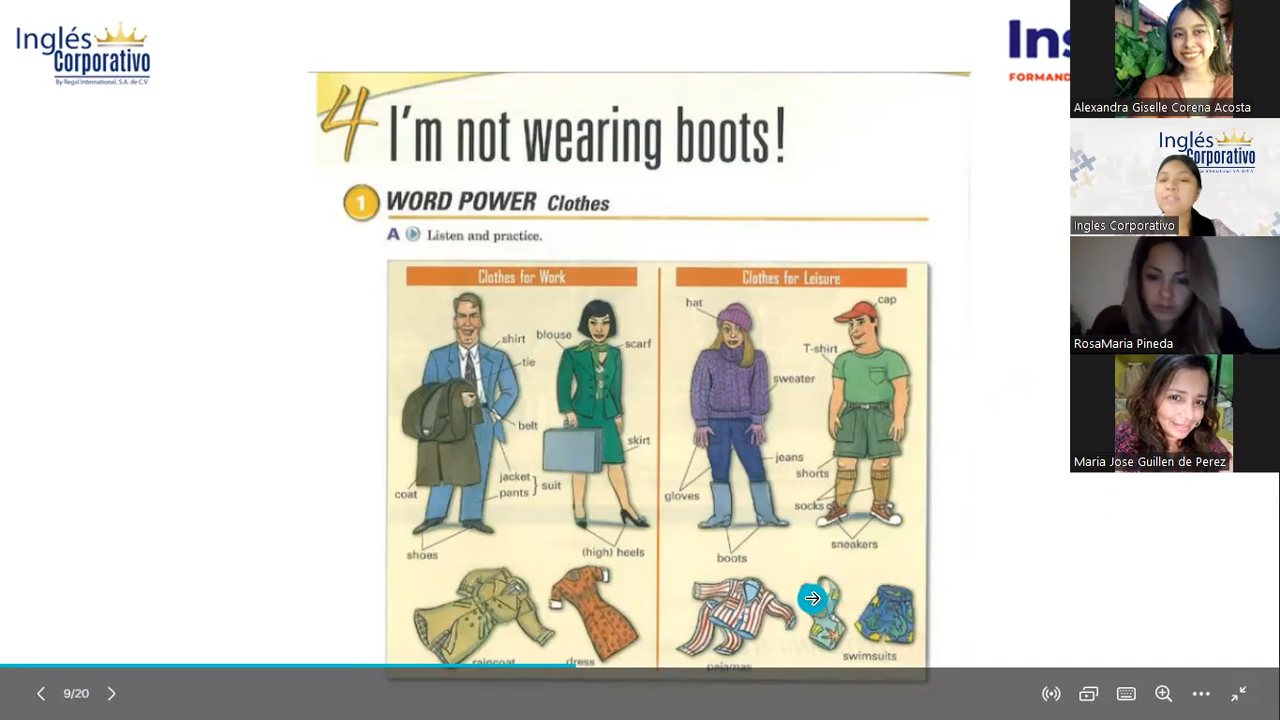 Inglés
Corporativo
By Regal International, S.A. de C.V.
Ins
FORMAND
4 I'm not wearing boots!
1 WORD POWER Clothes
A Listen and practice.
Clothes for Work
Clothes for Leisure
shirt
tie
belt
jacket
pants
suit
coat
shoes
blouse
scarf
skirt
(high) heels
raincoat
dress
hat
sweater
jeans
gloves
boots
cap
T-shirt
shorts
socks
sneakers
pajamas
swimsuits
9/20
Alexandra Giselle Corena Acosta
Inglés
Corporativo
Ingles Corporativo
RosaMaria Pineda
Maria Jose Guillen de Perez